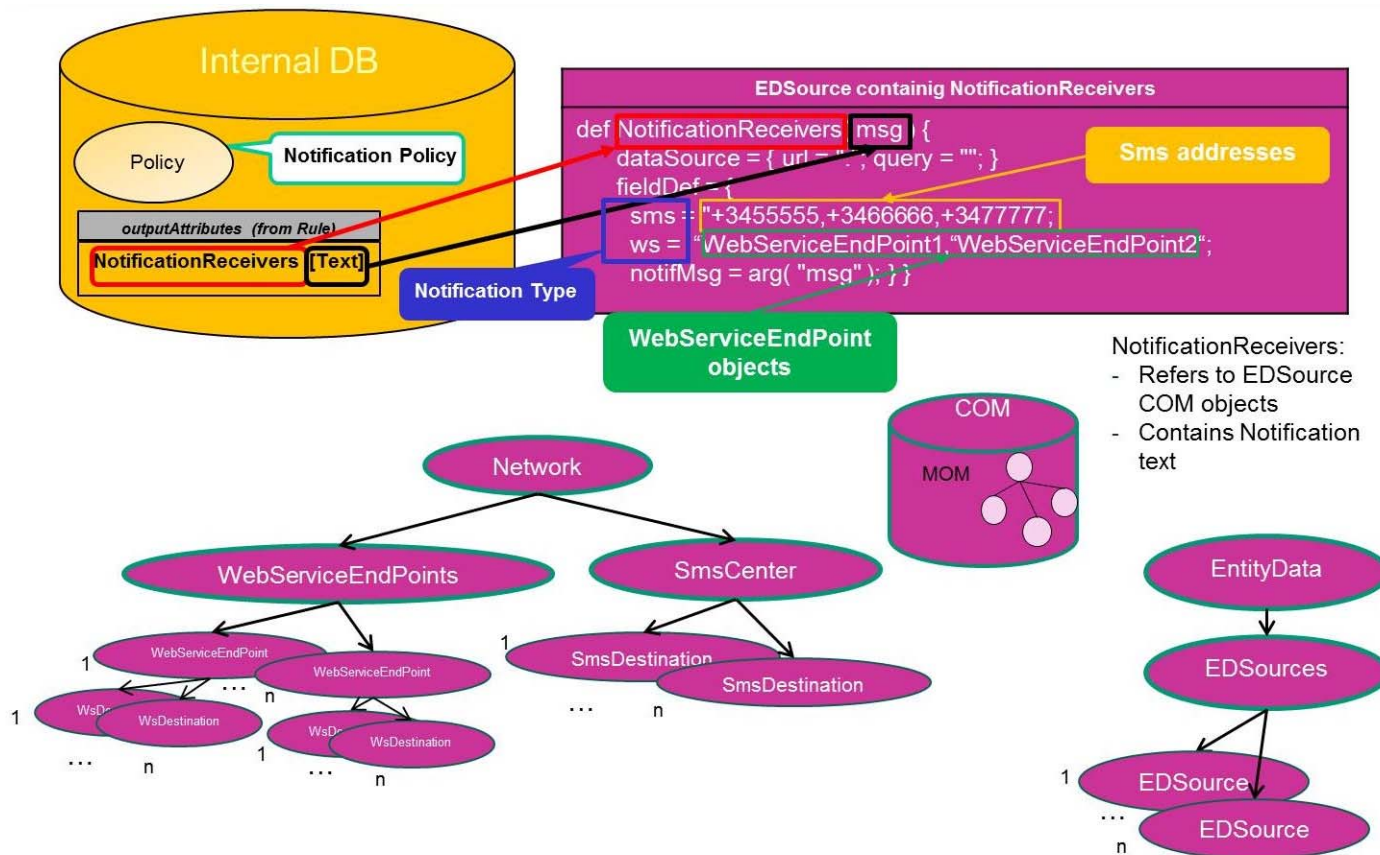 Internal DB
Policy
Notification Policy
outputAttributes (from Rule)
NotificationReceivers [Text]
EDSource containig NotificationReceivers
def NotificationReceivers msg ) {
dataSource = { url = "."; query = ""; }
fieldDef = {
sms = "+3455555,+3466666,+3477777;
ws = “WebServiceEndPoint1,“WebServiceEndPoint2“;
notifMsg = arg( "msg" ); } }
Sms addresses
Notification Type
WebServiceEndPoint
objects
NotificationReceivers:
- Refers to EDSource
COM objects
- Contains Notification
text
COM
MOM
Network
WebServiceEndPoints
SmsCenter
EntityData
EDSources
1
WebServiceEndPoint
WebServiceEndPoint
... n
1
WsDe
WsDestination
... n
1
WsDe
WsDestination
... n
1
SmsDestination
SmsDestination
... n
1
EDSource
EDSource
...
n